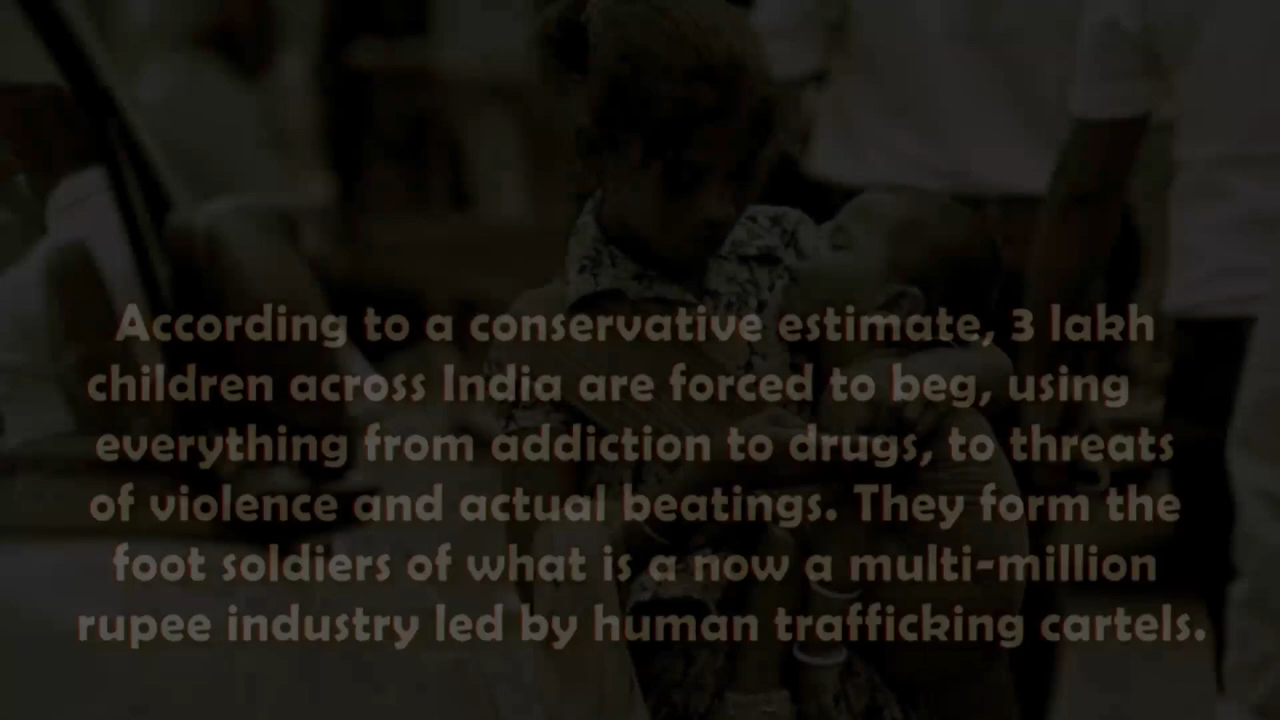 According to a conservative estimate, 3 lakh
children across India are forced to beg, using
everything from addiction to drugs, to threats
of violence and actual beatings. They form the
foot soldiers of what is a now a multi-million
rupee industry led by human trafficking cartels.